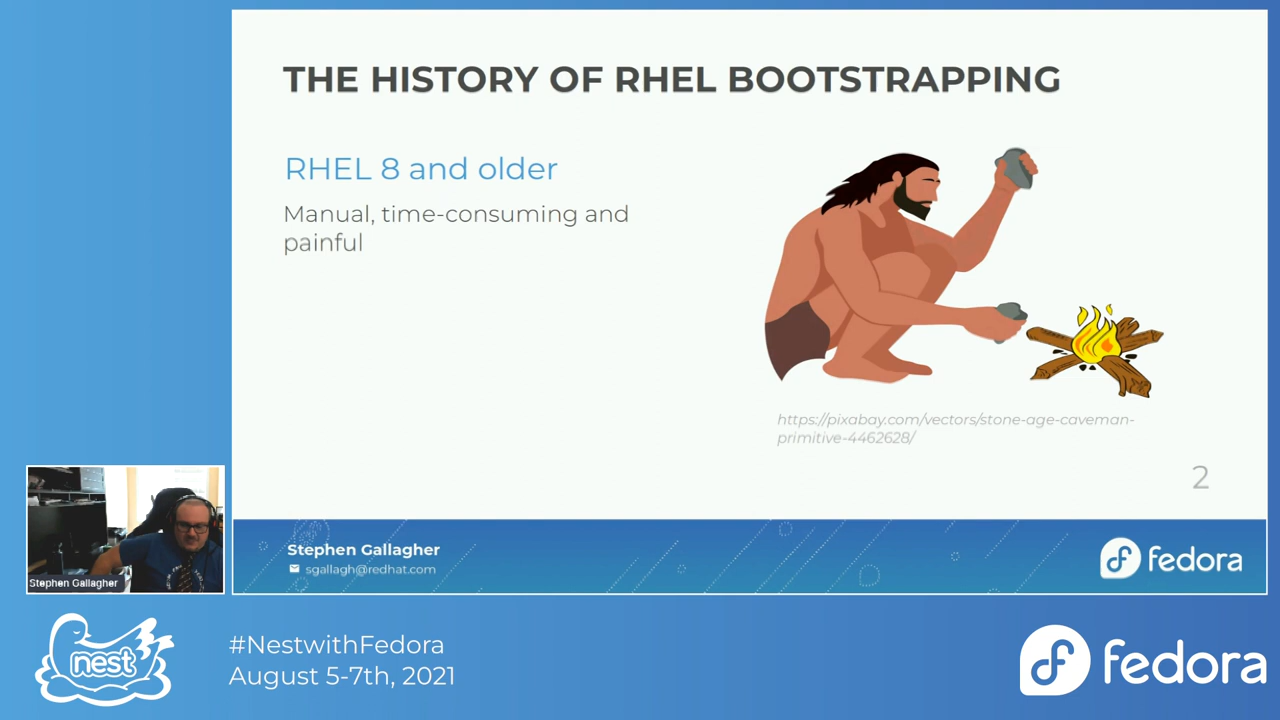 THE HISTORY OF RHEL BOOTSTRAPPING
RHEL 8 and older
Manual, time-consuming and
painful
https://pixabay.com/vectors/stone-age-caveman-
primitive-4462628/
2
Stephen Gallagher
sgallagh@redhat.com
fedora
Stephen Gallagher
nest
#NestwithFedora
August 5-7th, 2021
fedora